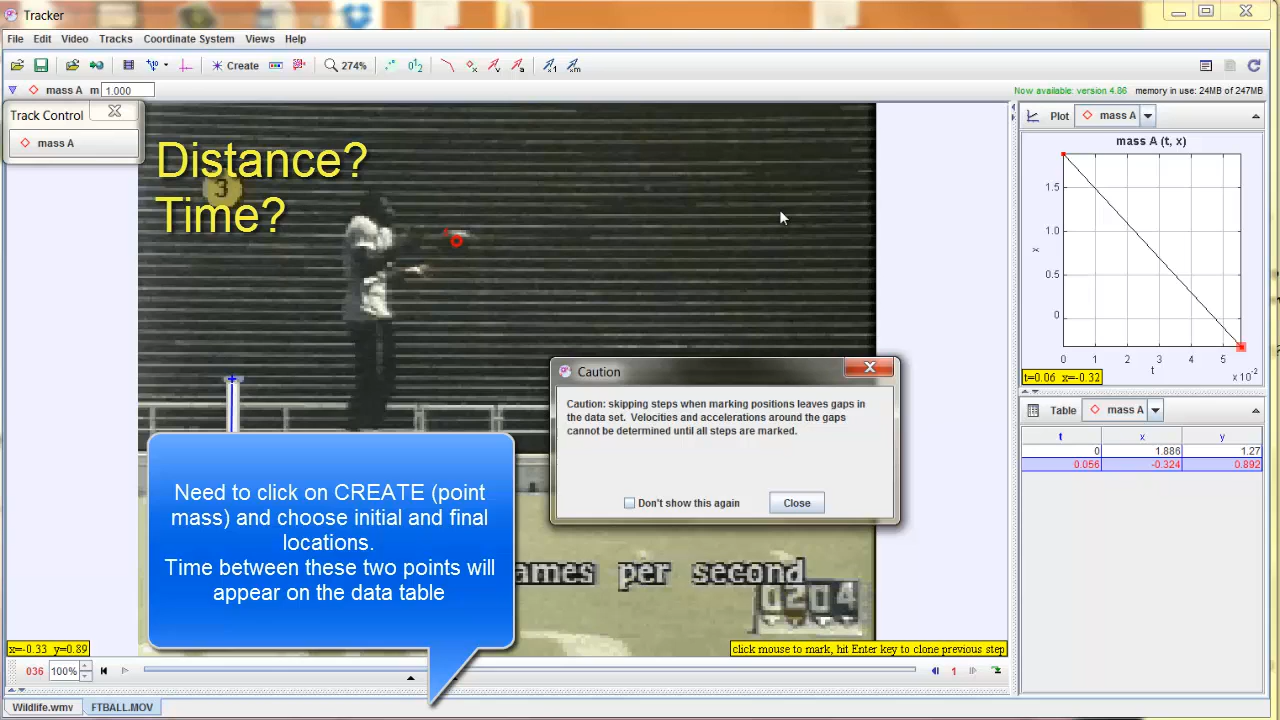 Tracker
File Edit Video Tracks Coordinate System Views Help
Create 274%
mass A m 1.000
Now available: version 4.86 memory in use: 24MB of 247MB
Track Control
mass A
Plot mass A
Distance?
3
Time?
mass A (t, x)
1.5
1.0
x
0.5
0
0 1 2 3 4 5
t
x 10⁻²
t=0.06 x=-0.32
Caution
Caution: skipping steps when marking positions leaves gaps in
the data set. Velocities and accelerations around the gaps
cannot be determined until all steps are marked.
Don't show this again Close
Table mass A
t x y
0 1.886 1.27
0.056 -0.324 0.892
Need to click on CREATE (point
mass) and choose initial and final
locations.
Time between these two points will
appear on the data table
ames per second
0204
x=-0.33 y=0.89
click mouse to mark, hit Enter key to clone previous step
036 100% 1
Wildlife.wmv FTBALL.MOV